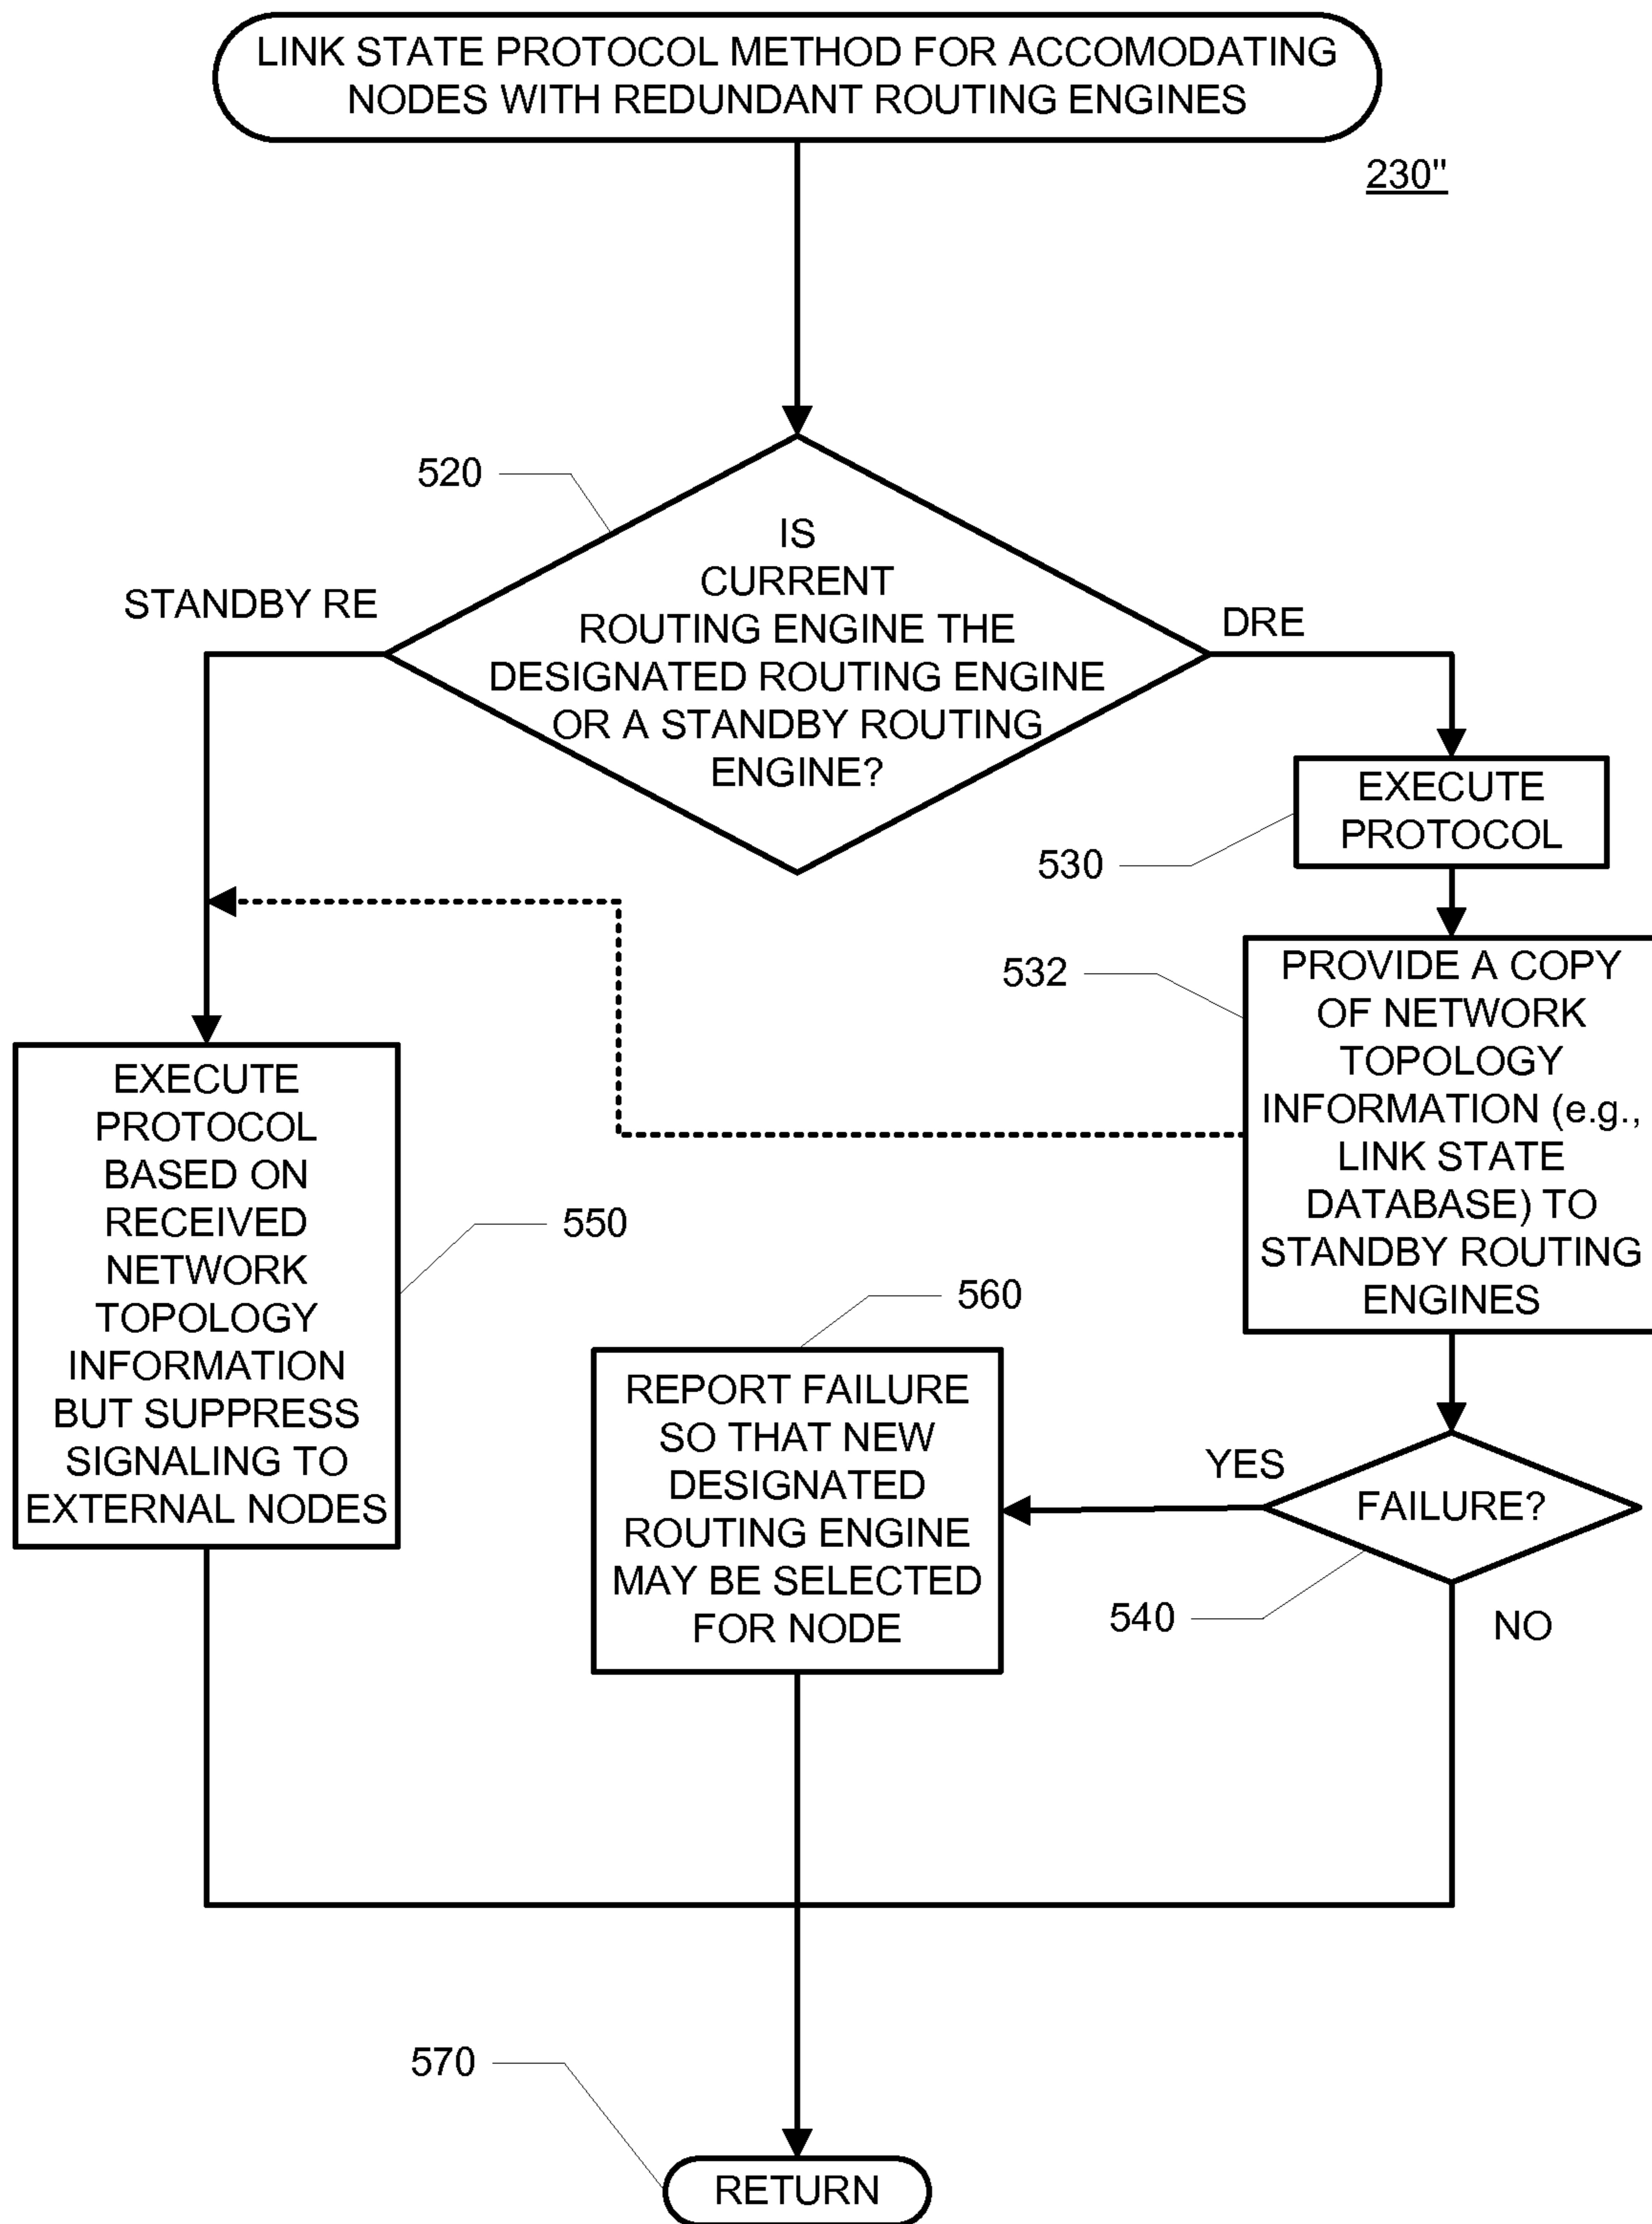 LINK STATE PROTOCOL METHOD FOR ACCOMODATING
NODES WITH REDUNDANT ROUTING ENGINES
230"
520
IS
CURRENT
ROUTING ENGINE THE
DESIGNATED ROUTING ENGINE
OR A STANDBY ROUTING
ENGINE?
STANDBY RE
DRE
EXECUTE
PROTOCOL
530
532
PROVIDE A COPY
OF NETWORK
TOPOLOGY
INFORMATION (e.g.,
LINK STATE
DATABASE) TO
STANDBY ROUTING
ENGINES
EXECUTE
PROTOCOL
BASED ON
RECEIVED
NETWORK
TOPOLOGY
INFORMATION
BUT SUPPRESS
SIGNALING TO
EXTERNAL NODES
550
560
REPORT FAILURE
SO THAT NEW
DESIGNATED
ROUTING ENGINE
MAY BE SELECTED
FOR NODE
YES
FAILURE?
540
NO
570
RETURN